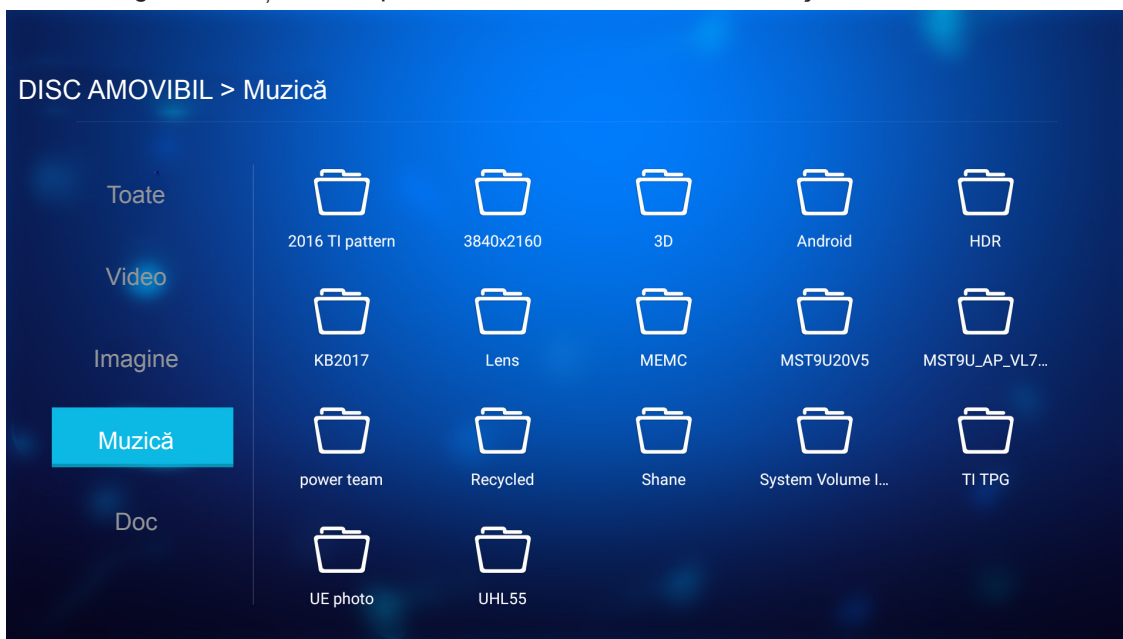 DISC AMOVIBIL > Muzică
Toate
Video
Imagine
Muzică
Doc
2016 TI pattern
3840x2160
3D
Android
HDR
KB2017
Lens
MEMC
MST9U20V5
MST9U_AP_VL7...
power team
Recycled
Shane
System Volume I...
TI TPG
UE photo
UHL55